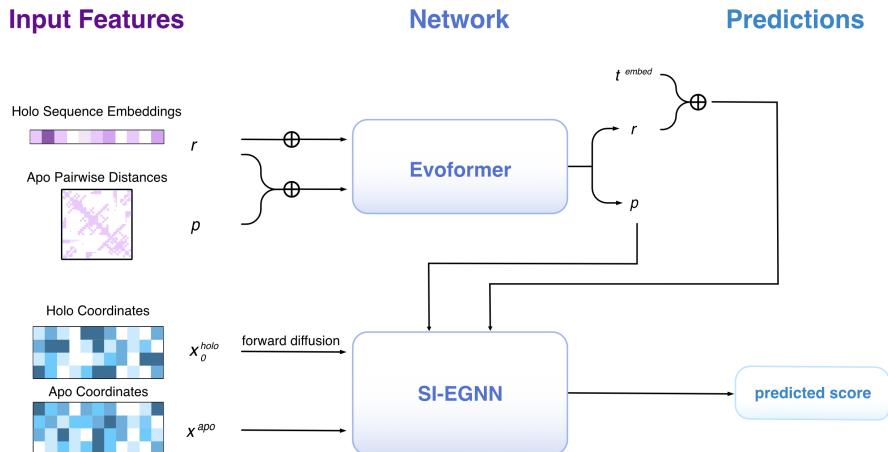 Input Features
Network
Predictions
t embed
Holo Sequence Embeddings
r
r
Evoformer
Apo Pairwise Distances
p
p
Holo Coordinates
x 0 holo
forward diffusion
Apo Coordinates
x apo
SI-EGNN
predicted score